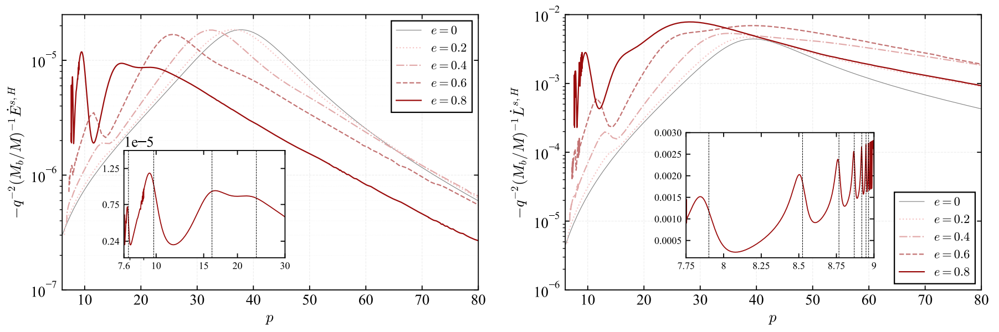 −q⁻²(M_b/M)⁻¹Ė^{s,H}
10⁻⁵
10⁻⁶
10⁻⁷
e = 0
e = 0.2
e = 0.4
e = 0.6
e = 0.8
1e−5
1.25
0.75
0.24
7.6 10 15 20 30
10 20 30 40 50 60 70 80
p
−q⁻²(M_b/M)⁻¹L̇^{s,H}
10⁻²
10⁻³
10⁻⁴
10⁻⁵
10⁻⁶
0.0030
0.0025
0.0020
0.0015
0.0010
0.0005
7.75 8 8.25 8.5 8.75 9
e = 0
e = 0.2
e = 0.4
e = 0.6
e = 0.8
10 20 30 40 50 60 70 80
p